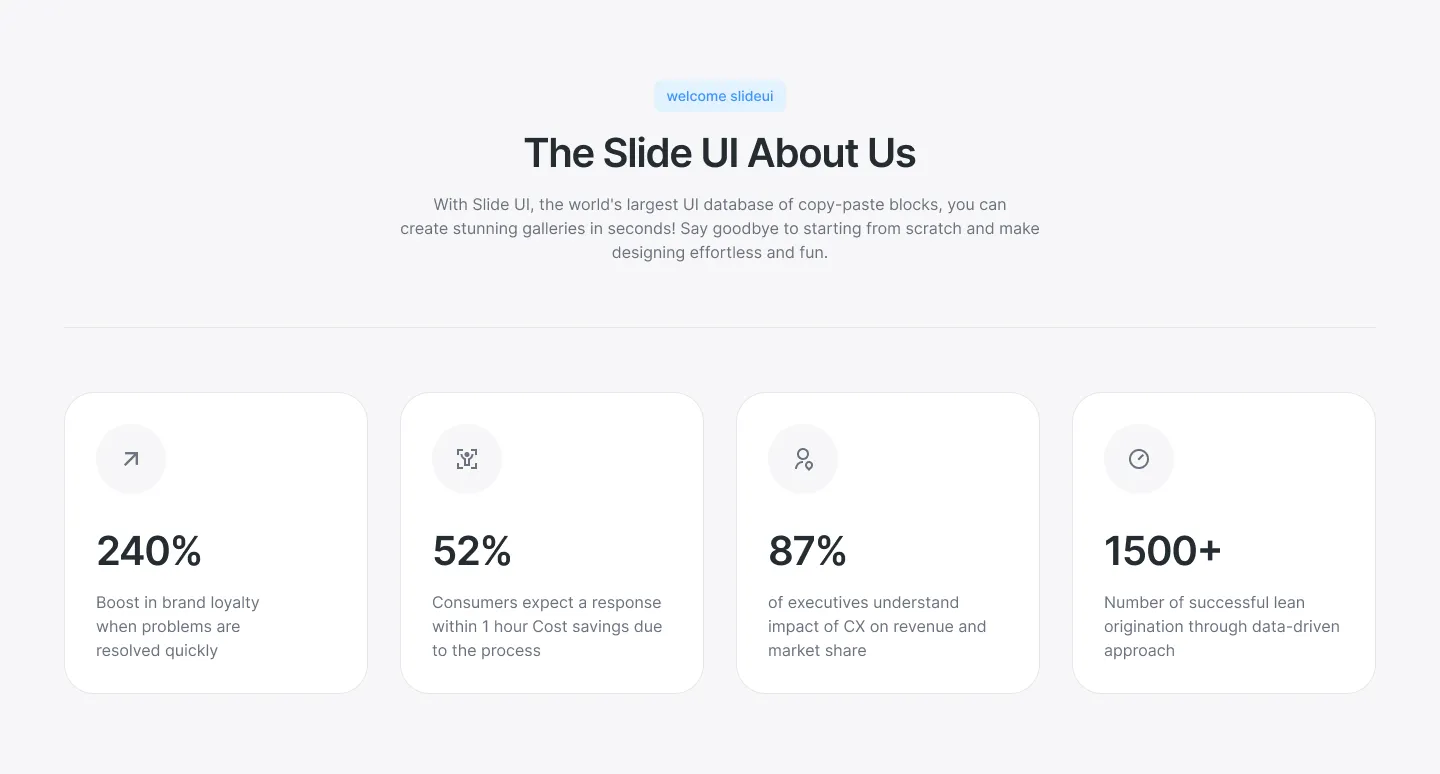 welcome slideui
The Slide UI About Us
With Slide UI, the world's largest UI database of copy-paste blocks, you can
create stunning galleries in seconds! Say goodbye to starting from scratch and make
designing effortless and fun.
240%
Boost in brand loyalty
when problems are
resolved quickly
52%
Consumers expect a response
within 1 hour Cost savings due
to the process
87%
of executives understand
impact of CX on revenue and
market share
1500+
Number of successful lean
origination through data-driven
approach